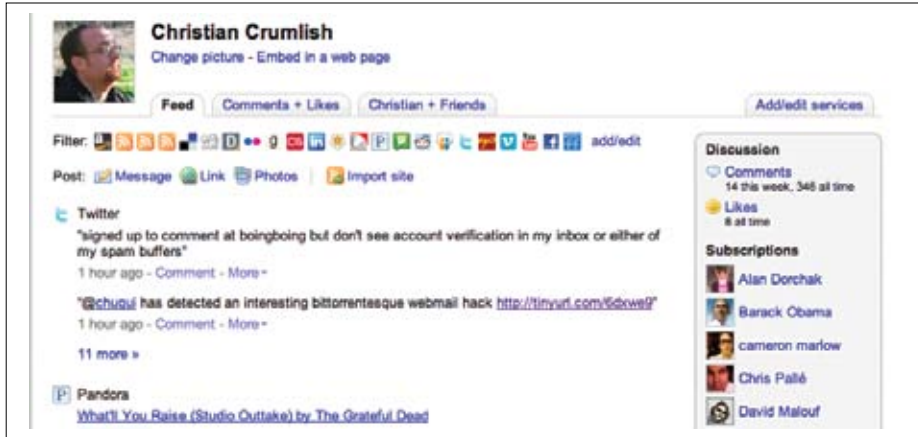 Christian Crumlish
Change picture - Embed in a web page
Feed
Comments + Likes
Christian + Friends
Add/edit services
Filter:
add/edit
Post: Message Link Photos | Import site
Twitter
"signed up to comment at boingboing but don't see account verification in my inbox or either of
my spam buffers"
1 hour ago - Comment - More
"@chuqui has detected an interesting bittorrentesque webmail hack http://tinyurl.com/6dxwe9"
1 hour ago - Comment - More
11 more »
Pandora
What'll You Raise (Studio Outtake) by The Grateful Dead
Discussion
Comments
14 this week, 346 all time
Likes
8 all time
Subscriptions
Alan Dorchak
Barack Obama
cameron marlow
Chris Pallé
David Malouf